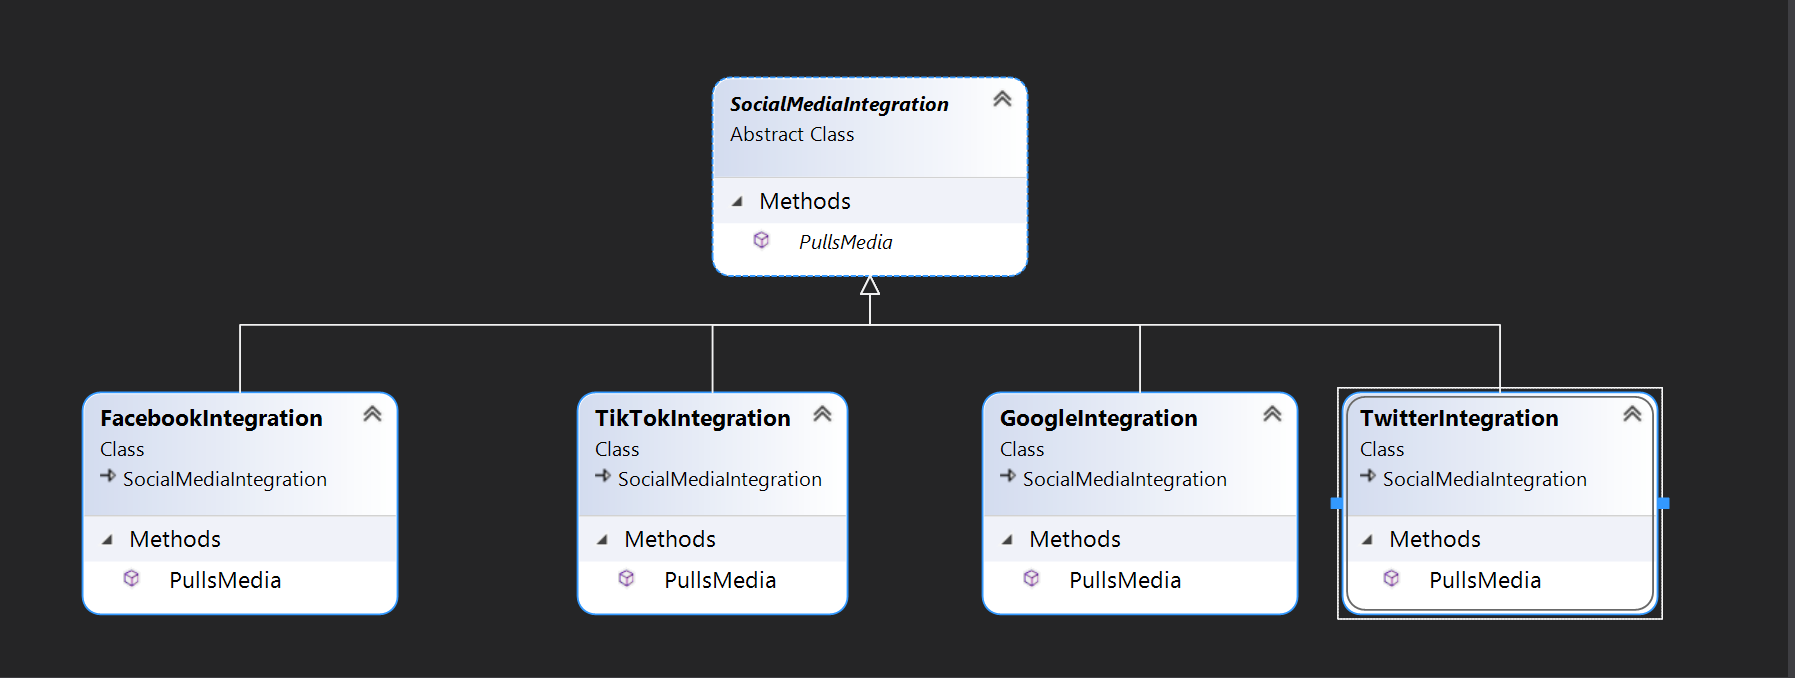 SocialMediaIntegration
Abstract Class
Methods
PullsMedia
FacebookIntegration
Class
SocialMediaIntegration
Methods
PullsMedia
TikTokIntegration
Class
SocialMediaIntegration
Methods
PullsMedia
GoogleIntegration
Class
SocialMediaIntegration
Methods
PullsMedia
TwitterIntegration
Class
SocialMediaIntegration
Methods
PullsMedia